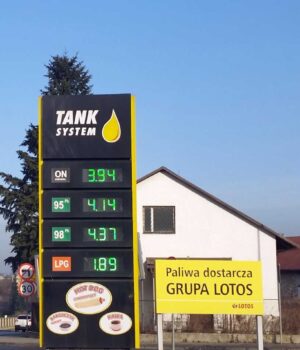 TANK
SYSTEM
ON 3.94
95 4.14
98 4.37
LPG 1.89
HOT DOG
KAWA
Paliwa dostarcza
GRUPA LOTOS
LOTOS
30